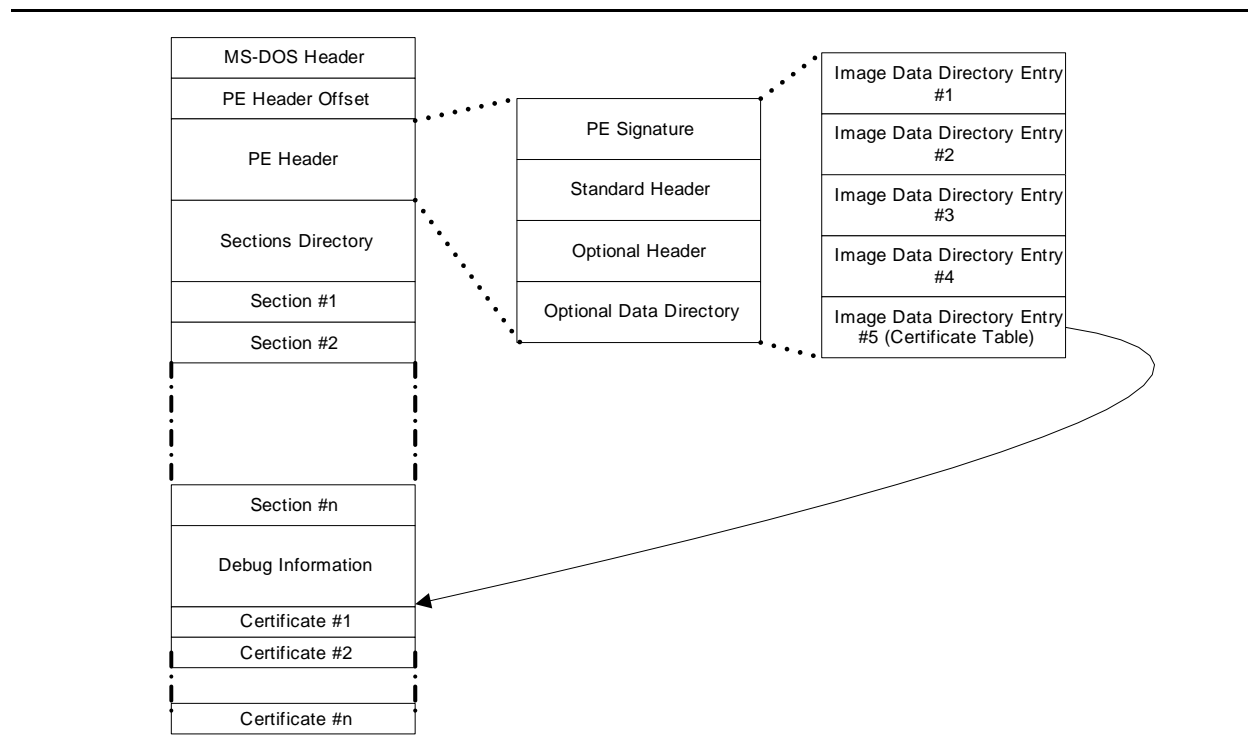 MS-DOS Header
PE Header Offset
PE Header
Sections Directory
Section #1
Section #2
Section #n
Debug Information
Certificate #1
Certificate #2
Certificate #n
PE Signature
Standard Header
Optional Header
Optional Data Directory
Image Data Directory Entry
#1
Image Data Directory Entry
#2
Image Data Directory Entry
#3
Image Data Directory Entry
#4
Image Data Directory Entry
#5 (Certificate Table)